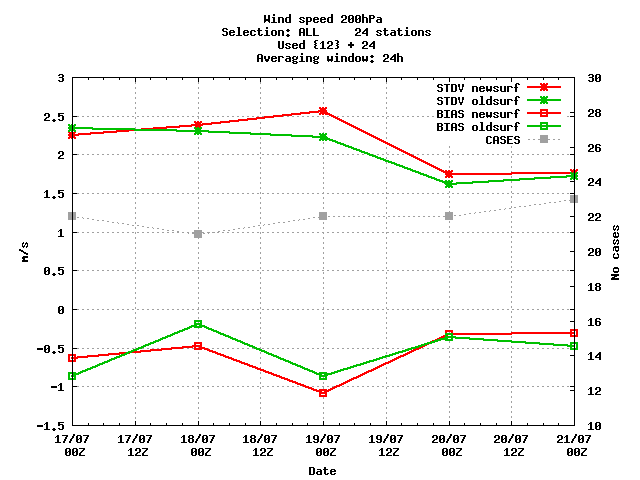 Wind speed 200hPa
Selection: ALL     24 stations
Used {12} + 24
Averaging window: 24h
STDV newsurf
STDV oldsurf
BIAS newsurf
BIAS oldsurf
CASES
3
2.5
2
1.5
1
0.5
0
-0.5
-1
-1.5
m/s
30
28
26
24
22
20
18
16
14
12
10
No cases
17/07 17/07 18/07 18/07 19/07 19/07 20/07 20/07 21/07
00Z 12Z 00Z 12Z 00Z 12Z 00Z 12Z 00Z
Date